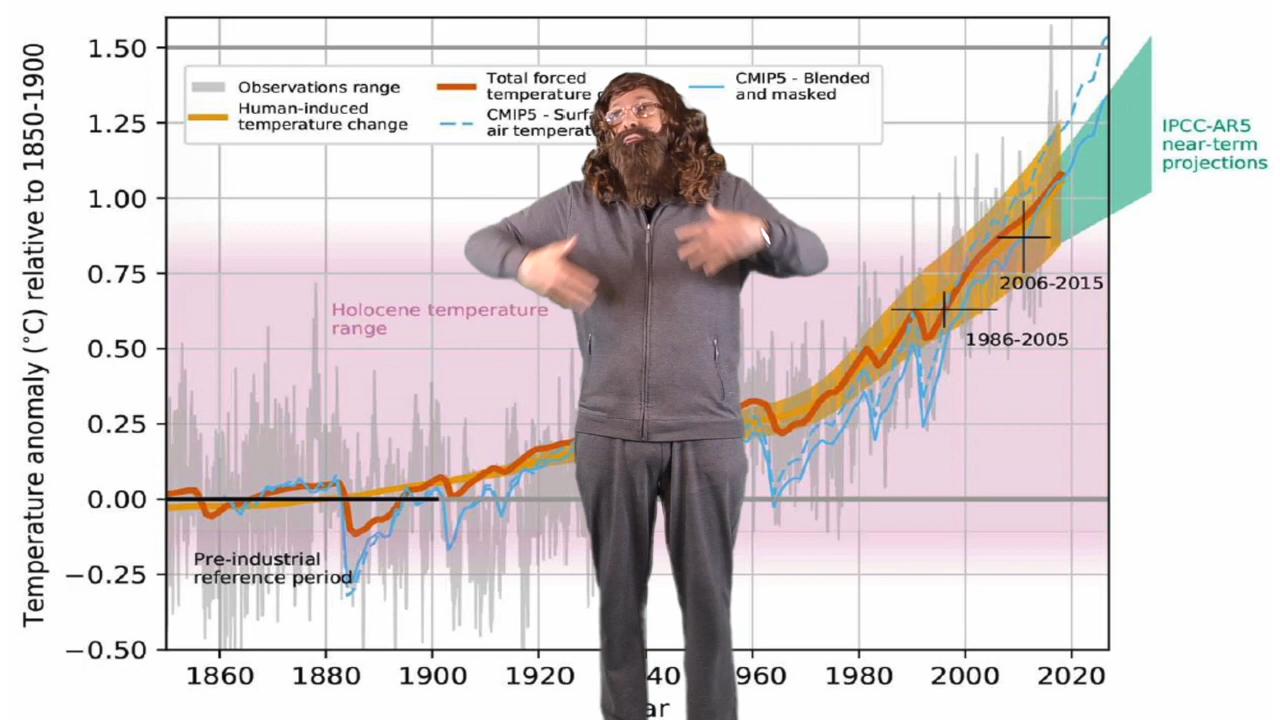 Temperature anomaly (°C) relative to 1850-1900
1.50
1.25
1.00
0.75
0.50
0.25
0.00
−0.25
−0.50
Observations range
Human-induced
temperature change
Total forced
temperature
CMIP5 -
air
CMIP5 - Blended
and masked
IPCC-AR5
near-term
projections
Holocene temperature
range
2006-2015
1986-2005
Pre-industrial
reference period
1860 1880 1900 1920 40 960 1980 2000 2020
ar